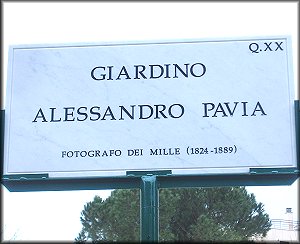 Q.XX
GIARDINO
ALESSANDRO PAVIA
FOTOGRAFO DEI MILLE (1824-1889)